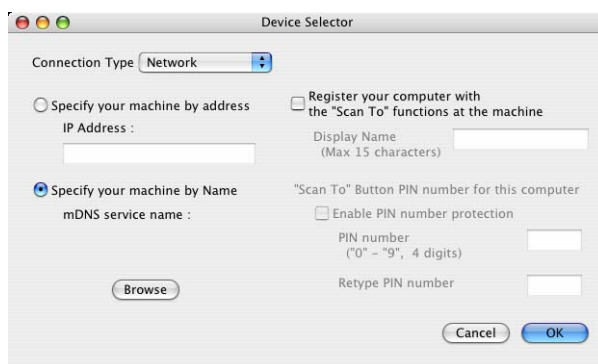 Device Selector
Connection Type Network
Specify your machine by address
IP Address :
Specify your machine by Name
mDNS service name :
Browse
Register your computer with
the "Scan To" functions at the machine
Display Name
(Max 15 characters)
"Scan To" Button PIN number for this computer
Enable PIN number protection
PIN number
("0" - "9", 4 digits)
Retype PIN number
Cancel OK